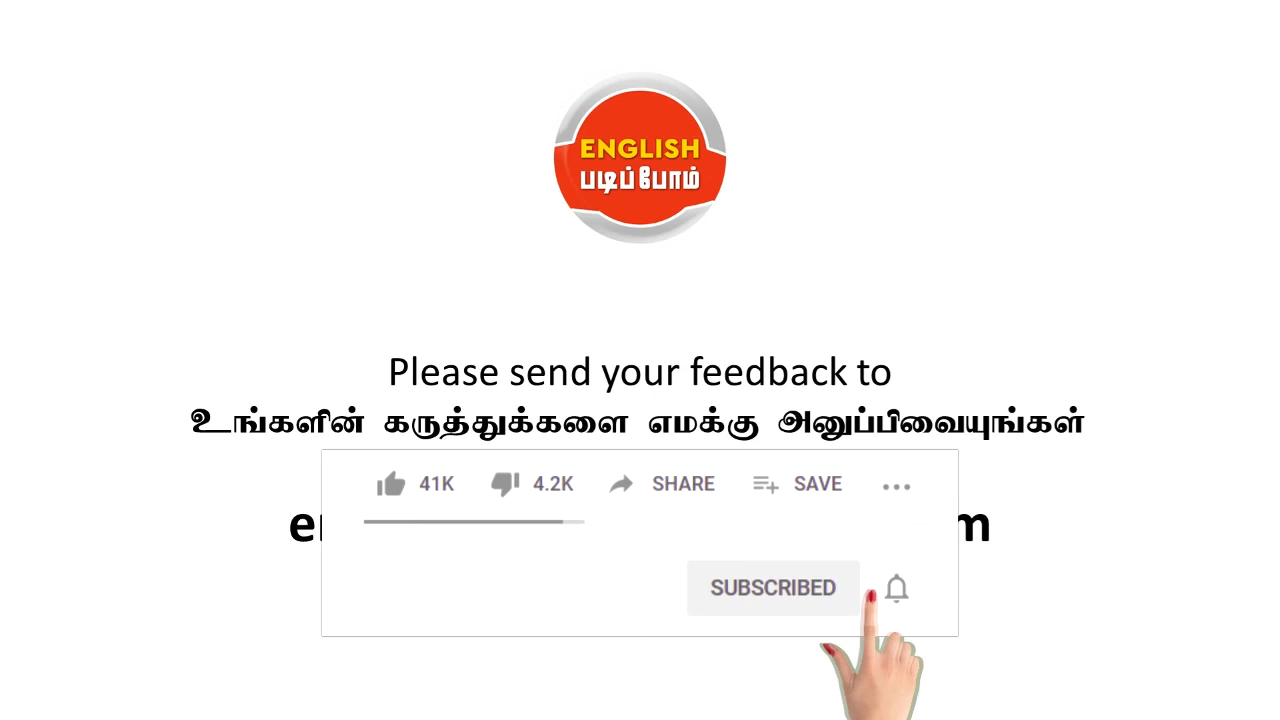 ENGLISH
படிப்போம்
Please send your feedback to
உங்களின் கருத்துக்களை எமக்கு அனுப்பிவையுங்கள்
41K 4.2K SHARE SAVE
SUBSCRIBED